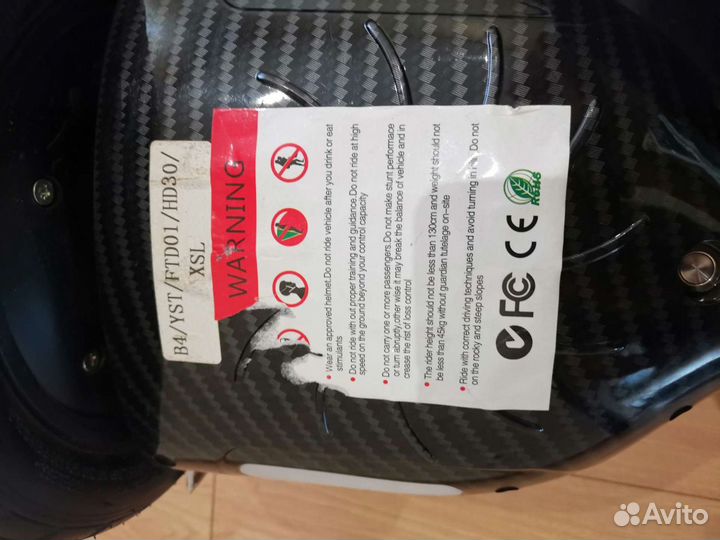 B4/YST/FTD01/HD30/
XSL
WARNING
Wear an approved helmet.Do not ride vehicle after you drink or eat
stimulants
Do not ride with out proper training and guidance.Do not ride at high
speed on the ground beyond your control capacity
Do not carry one or more passengers.Do not make stunt performace
or turn abruptly,other wise it may break the balance of vehicle and in
crease the rist of loss control
The rider height should not be less than 130cm and weight should not
be less than 45kg without guardian tutelage on-site
Ride with correct driving techniques and avoid turning in Do not
on the rocky and steep slopes
FC CE
RoHS
Avito